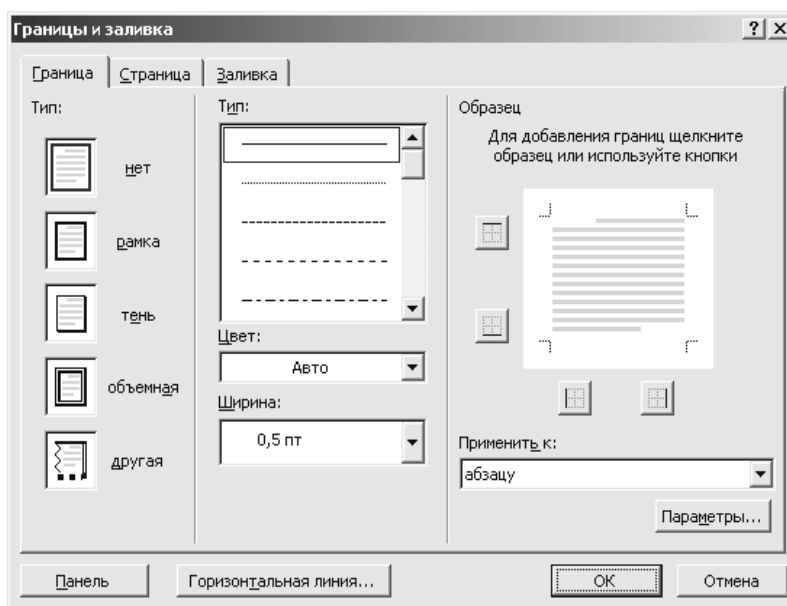 Границы и заливка
Граница
Страница
Заливка
Тип:
нет
рамка
тень
объемная
другая
Тип:
Цвет:
Авто
Ширина:
0,5 пт
Образец
Для добавления границ щелкните
образец или используйте кнопки
Применить к:
абзацу
Параметры...
Панель
Горизонтальная линия...
ОК
Отмена